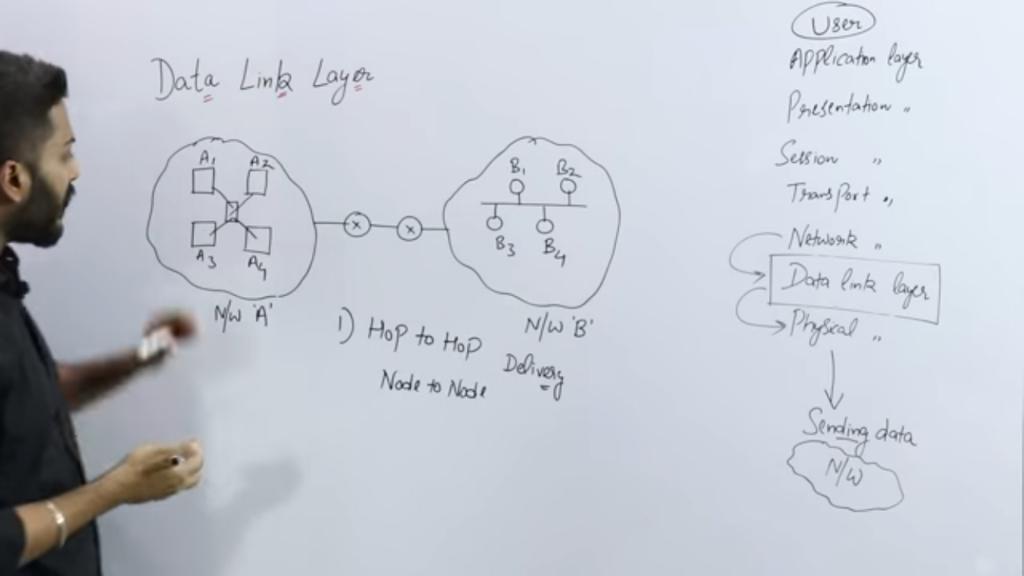 Data Link Layer
A1 A2
A3 A4
N/W 'A'
x x
B1 B2
B3 B4
N/W 'B'
1) Hop to Hop Delivery
Node to Node
User
Application layer
Presentation "
Session "
Transport "
Network "
Data link layer
Physical "
Sending data
N/W